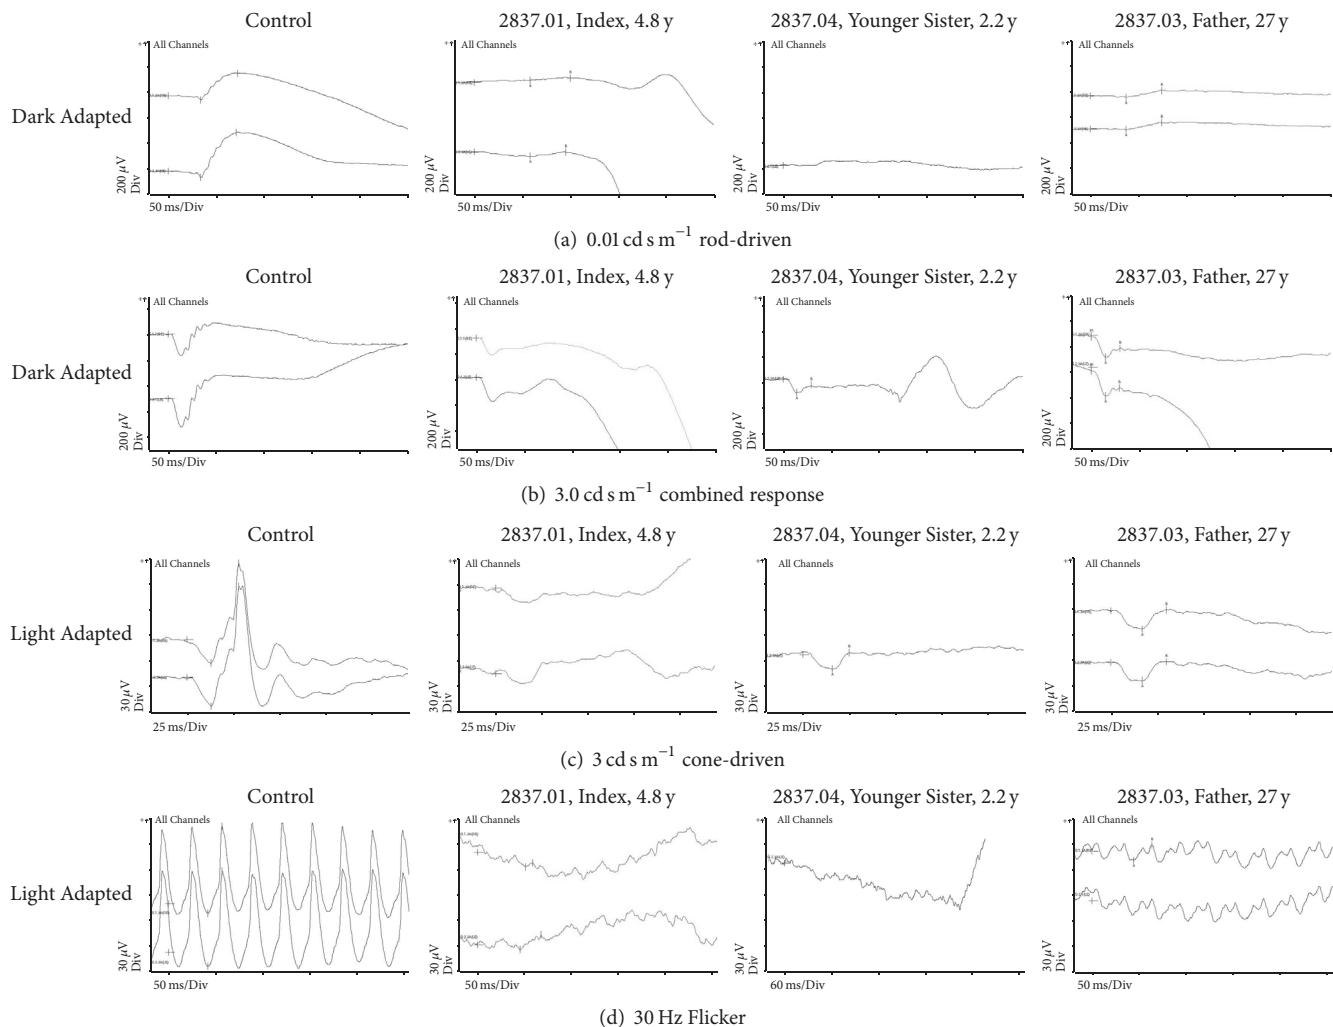 Control
2837.01, Index, 4.8 y
2837.04, Younger Sister, 2.2 y
2837.03, Father, 27 y
Dark Adapted
All Channels
All Channels
All Channels
All Channels
200 μV
Div
200 μV
Div
200 μV
Div
200 μV
Div
50 ms/Div
50 ms/Div
50 ms/Div
50 ms/Div
(a) 0.01 cd s m⁻¹ rod-driven
Control
2837.01, Index, 4.8 y
2837.04, Younger Sister, 2.2 y
2837.03, Father, 27 y
Dark Adapted
All Channels
All Channels
All Channels
All Channels
200 μV
Div
200 μV
Div
200 μV
Div
200 μV
Div
50 ms/Div
50 ms/Div
50 ms/Div
50 ms/Div
(b) 3.0 cd s m⁻¹ combined response
Control
2837.01, Index, 4.8 y
2837.04, Younger Sister, 2.2 y
2837.03, Father, 27 y
Light Adapted
All Channels
All Channels
All Channels
All Channels
30 μV
Div
30 μV
Div
30 μV
Div
30 μV
Div
25 ms/Div
25 ms/Div
25 ms/Div
25 ms/Div
(c) 3 cd s m⁻¹ cone-driven
Control
2837.01, Index, 4.8 y
2837.04, Younger Sister, 2.2 y
2837.03, Father, 27 y
Light Adapted
All Channels
All Channels
All Channels
All Channels
30 μV
Div
30 μV
Div
30 μV
Div
30 μV
Div
50 ms/Div
50 ms/Div
60 ms/Div
50 ms/Div
(d) 30 Hz Flicker